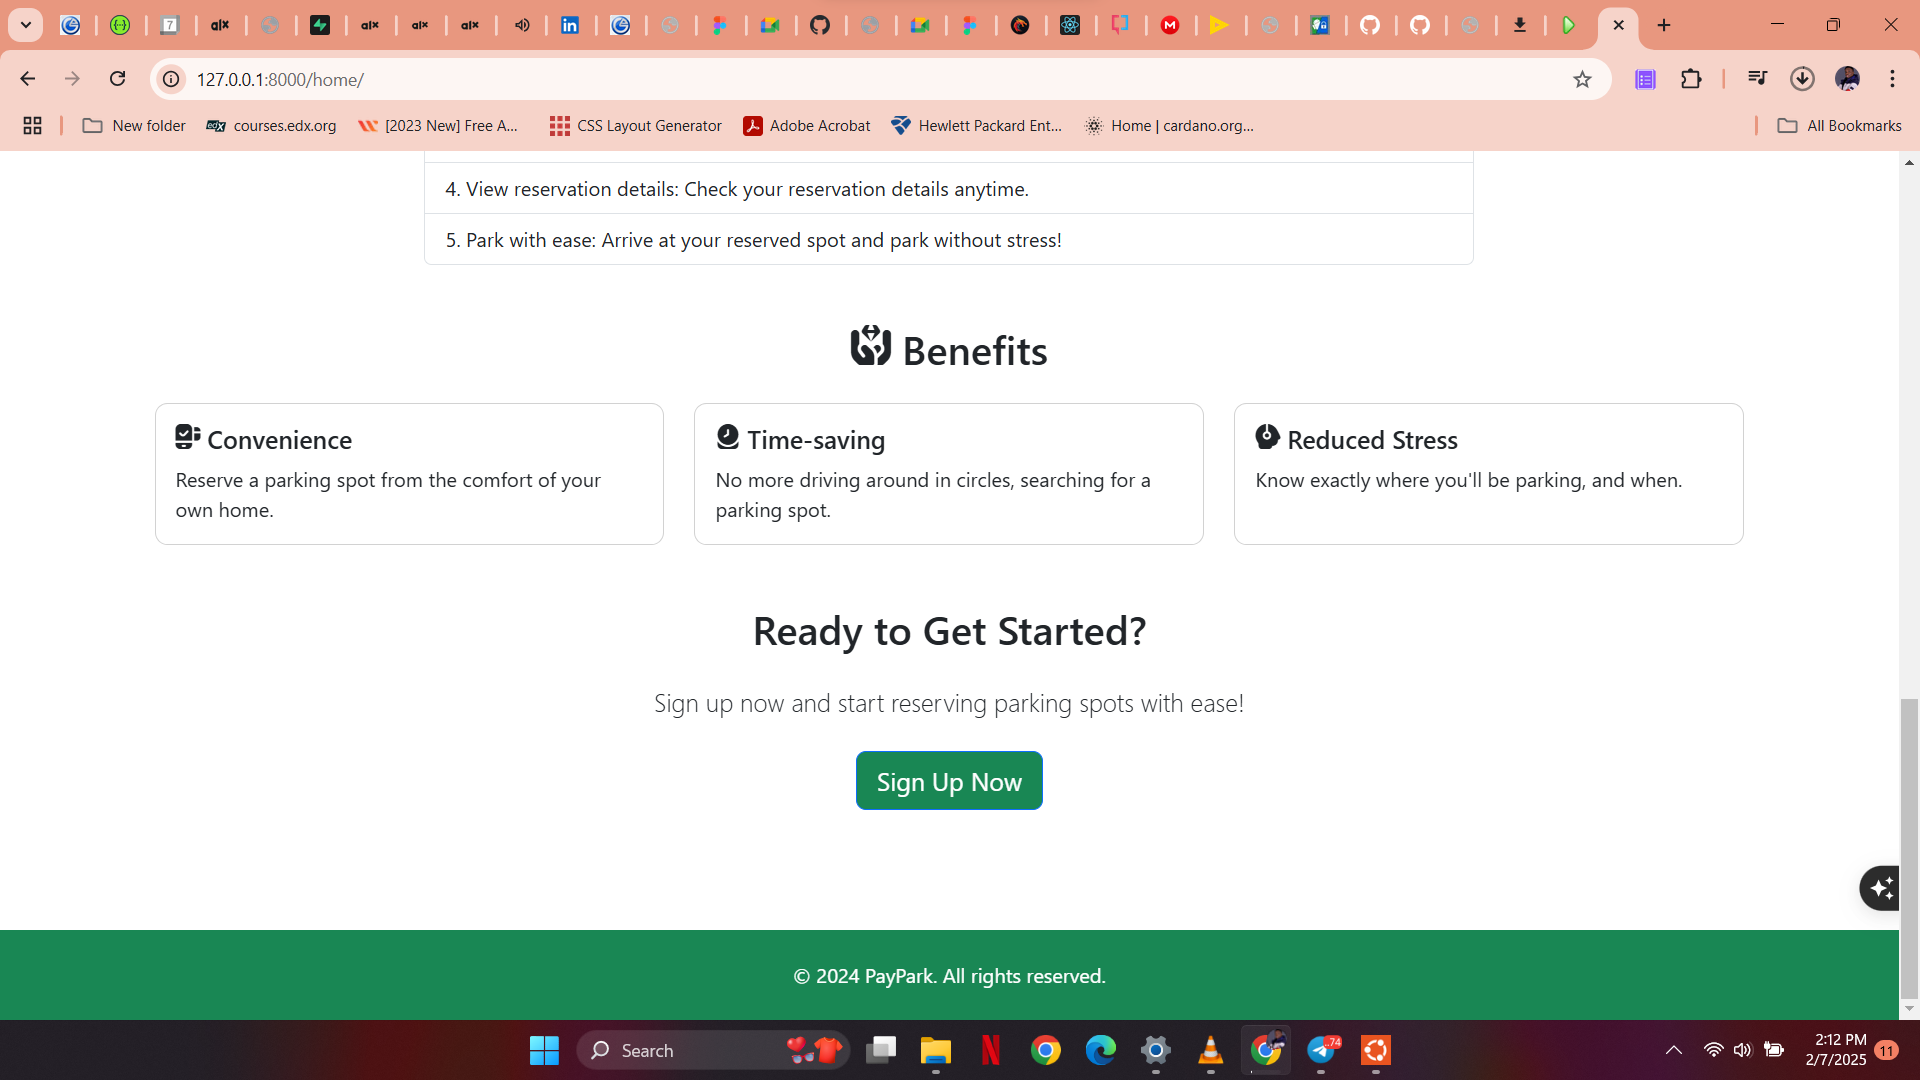 7
alx
alx
alx
alx
127.0.0.1:8000/home/
New folder
edX courses.edx.org
[2023 New] Free A...
CSS Layout Generator
Adobe Acrobat
Hewlett Packard Ent...
Home | cardano.org...
All Bookmarks
4. View reservation details: Check your reservation details anytime.
5. Park with ease: Arrive at your reserved spot and park without stress!
Benefits
Convenience
Reserve a parking spot from the comfort of your
own home.
Time-saving
No more driving around in circles, searching for a
parking spot.
Reduced Stress
Know exactly where you'll be parking, and when.
Ready to Get Started?
Sign up now and start reserving parking spots with ease!
Sign Up Now
© 2024 PayPark. All rights reserved.
Search
74
2:12 PM
2/7/2025
11